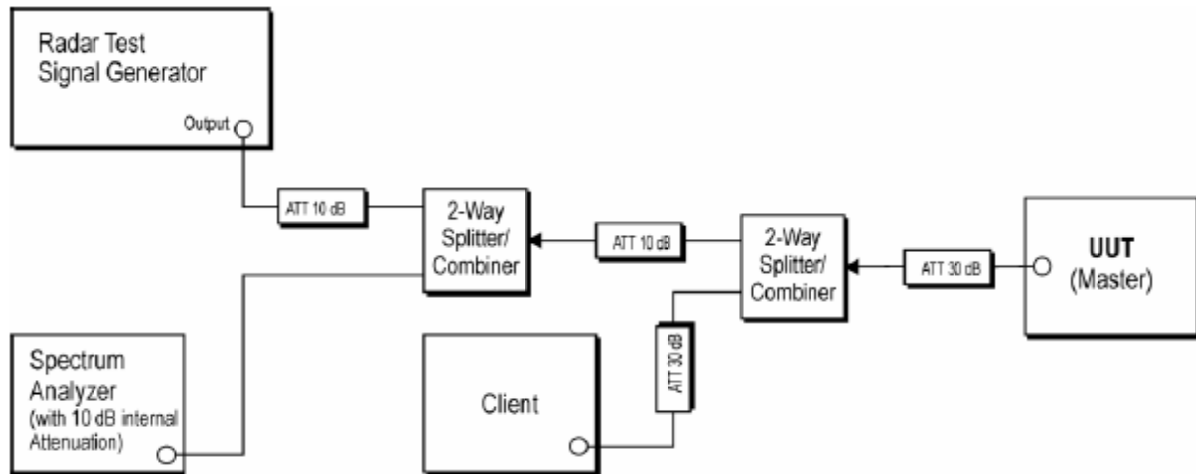 Radar Test
Signal Generator
Output
ATT 10 dB
2-Way
Splitter/
Combiner
ATT 10 dB
2-Way
Splitter/
Combiner
ATT 30 dB
UUT
(Master)
Spectrum
Analyzer
(with 10 dB internal
Attenuation)
Client
ATT 30 dB